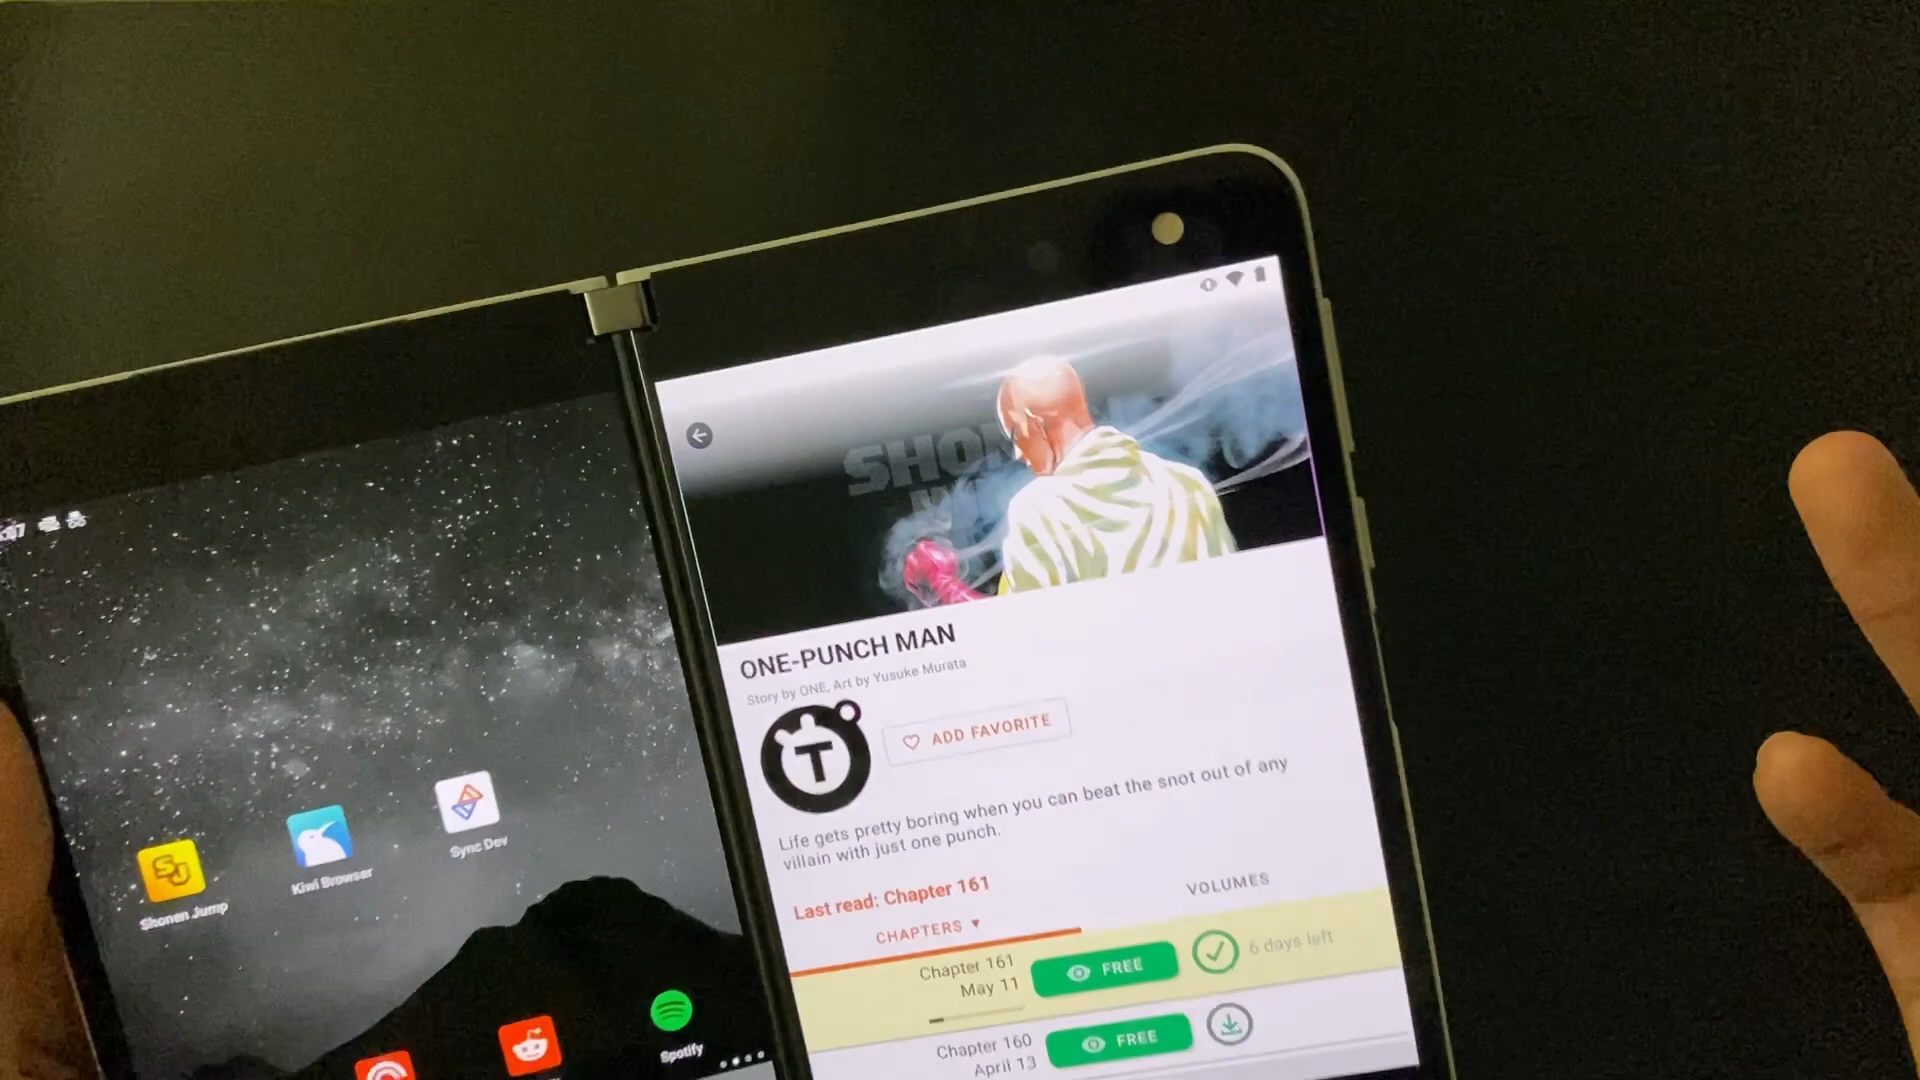 SHON
ONE-PUNCH MAN
Story by ONE, Art by Yusuke Murata
T
ADD FAVORITE
Life gets pretty boring when you can beat the snot out of any
villain with just one punch.
Last read: Chapter 161
CHAPTERS ▼
VOLUMES
Chapter 161
May 11
FREE
6 days left
Chapter 160
April 13
FREE
SJ
Shonen Jump
Kiwi Browser
Sync Dev
Spotify